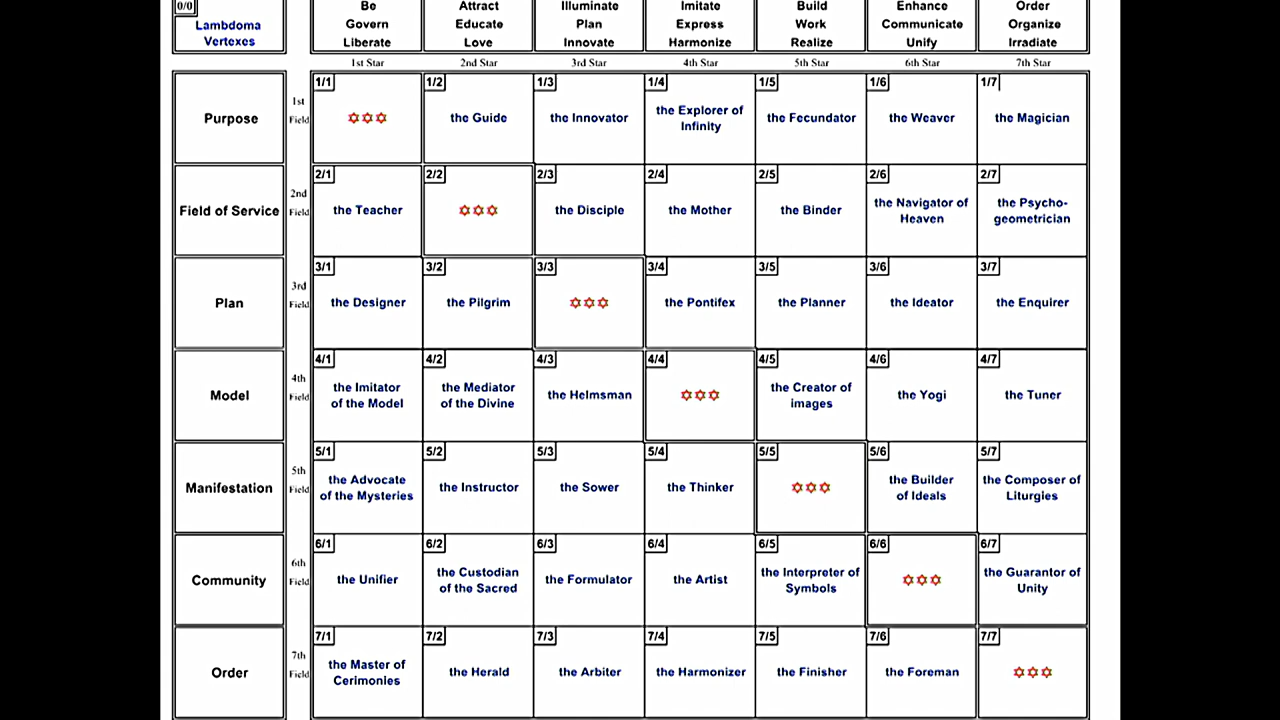 0/0
Lambdoma
Vertexes
Be
Govern
Liberate
Attract
Educate
Love
Illuminate
Plan
Innovate
Imitate
Express
Harmonize
Build
Work
Realize
Enhance
Communicate
Unify
Order
Organize
Irradiate
1st Star
2nd Star
3rd Star
4th Star
5th Star
6th Star
7th Star
Purpose
1st
Field
1/1
1/2
the Guide
1/3
the Innovator
1/4
the Explorer of
Infinity
1/5
the Fecundator
1/6
the Weaver
1/7
the Magician
Field of Service
2nd
Field
2/1
the Teacher
2/2
2/3
the Disciple
2/4
the Mother
2/5
the Binder
2/6
the Navigator of
Heaven
2/7
the Psycho-
geometrician
Plan
3rd
Field
3/1
the Designer
3/2
the Pilgrim
3/3
3/4
the Pontifex
3/5
the Planner
3/6
the Ideator
3/7
the Enquirer
Model
4th
Field
4/1
the Imitator
of the Model
4/2
the Mediator
of the Divine
4/3
the Helmsman
4/4
4/5
the Creator of
images
4/6
the Yogi
4/7
the Tuner
Manifestation
5th
Field
5/1
the Advocate
of the Mysteries
5/2
the Instructor
5/3
the Sower
5/4
the Thinker
5/5
5/6
the Builder
of Ideals
5/7
the Composer of
Liturgies
Community
6th
Field
6/1
the Unifier
6/2
the Custodian
of the Sacred
6/3
the Formulator
6/4
the Artist
6/5
the Interpreter of
Symbols
6/6
6/7
the Guarantor of
Unity
Order
7th
Field
7/1
the Master of
Cerimonies
7/2
the Herald
7/3
the Arbiter
7/4
the Harmonizer
7/5
the Finisher
7/6
the Foreman
7/7